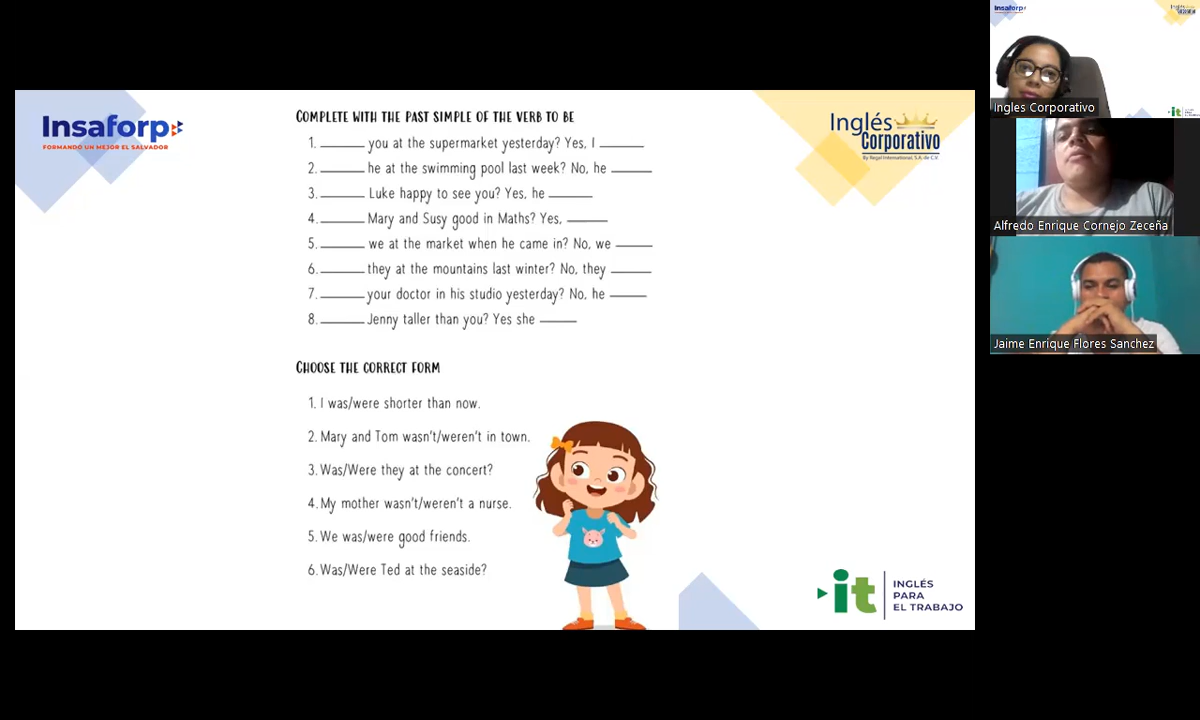 Insaforp
FORMANDO UN MEJOR EL SALVADOR
COMPLETE WITH THE PAST SIMPLE OF THE VERB TO BE
1. ______ you at the supermarket yesterday? Yes, I ______
2. ______ he at the swimming pool last week? No, he ______
3. ______ Luke happy to see you? Yes, he ______
4. ______ Mary and Susy good in Maths? Yes, ______
5. ______ we at the market when he came in? No, we ______
6. ______ they at the mountains last winter? No, they ______
7. ______ your doctor in his studio yesterday? No, he ______
8. ______ Jenny taller than you? Yes she ______
CHOOSE THE CORRECT FORM
1. I was/were shorter than now.
2. Mary and Tom wasn't/weren't in town.
3. Was/Were they at the concert?
4. My mother wasn't/weren't a nurse.
5. We was/were good friends.
6. Was/Were Ted at the seaside?
Inglés
Corporativo
By Regal International, S.A. de C.V.
it
INGLÉS
PARA
EL TRABAJO
Insaforp
Ingles Corporativo
Alfredo Enrique Cornejo Zeceña
Jaime Enrique Flores Sanchez